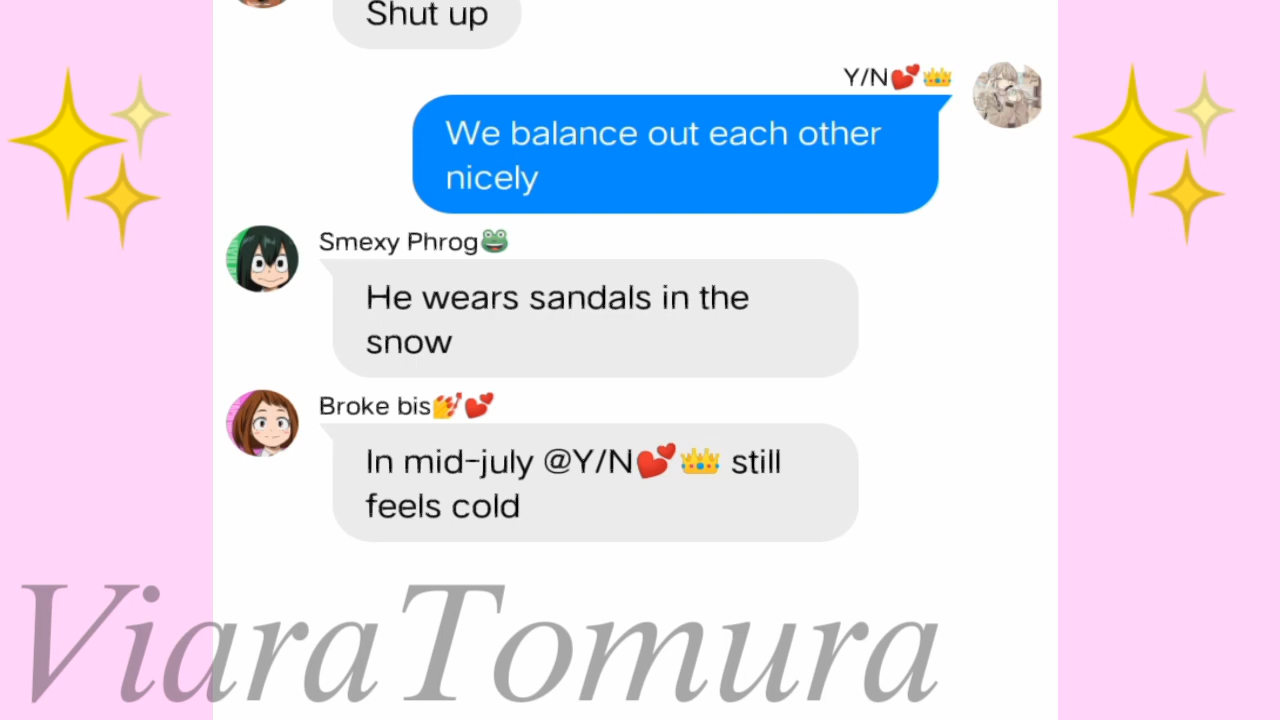 Shut up
Y/N💕👑
We balance out each other
nicely
Smexy Phrog🐸
He wears sandals in the
snow
Broke bis💅💕
In mid-july @Y/N💕👑 still
feels cold
ViaraTomura